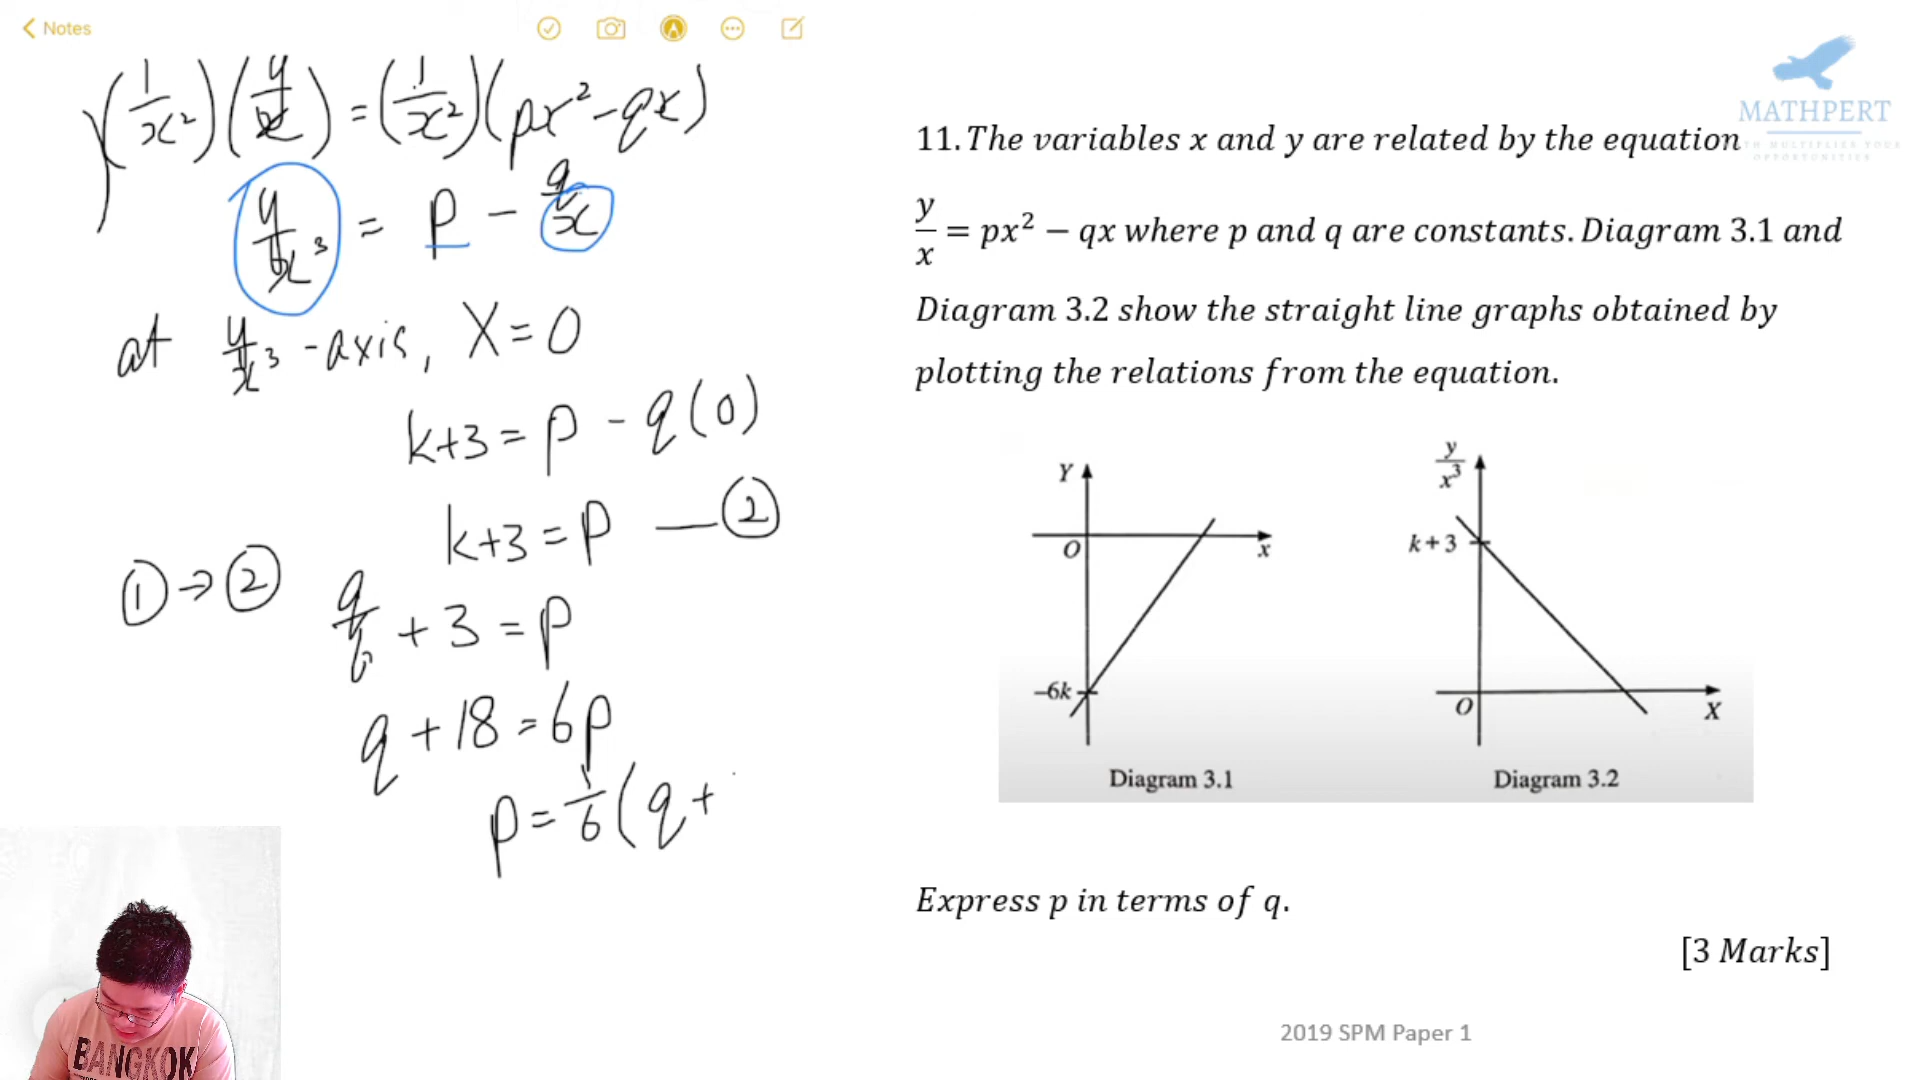 Notes
(1/x²)(y/x) = (1/x²)(px² - qx)
y/x³ = p - q/x
at y/x³ - axis, X = 0
k+3 = p - q(0)
k+3 = p — ②
① → ②
q/6 + 3 = p
q + 18 = 6p
p = 1/6 (q +
BANGKOK
MATHPERT
11. The variables x and y are related by the equation
y/x = px² − qx where p and q are constants. Diagram 3.1 and
Diagram 3.2 show the straight line graphs obtained by
plotting the relations from the equation.
Y
O
x
−6k
Diagram 3.1
y/x³
k + 3
O
X
Diagram 3.2
Express p in terms of q.
[3 Marks]
2019 SPM Paper 1